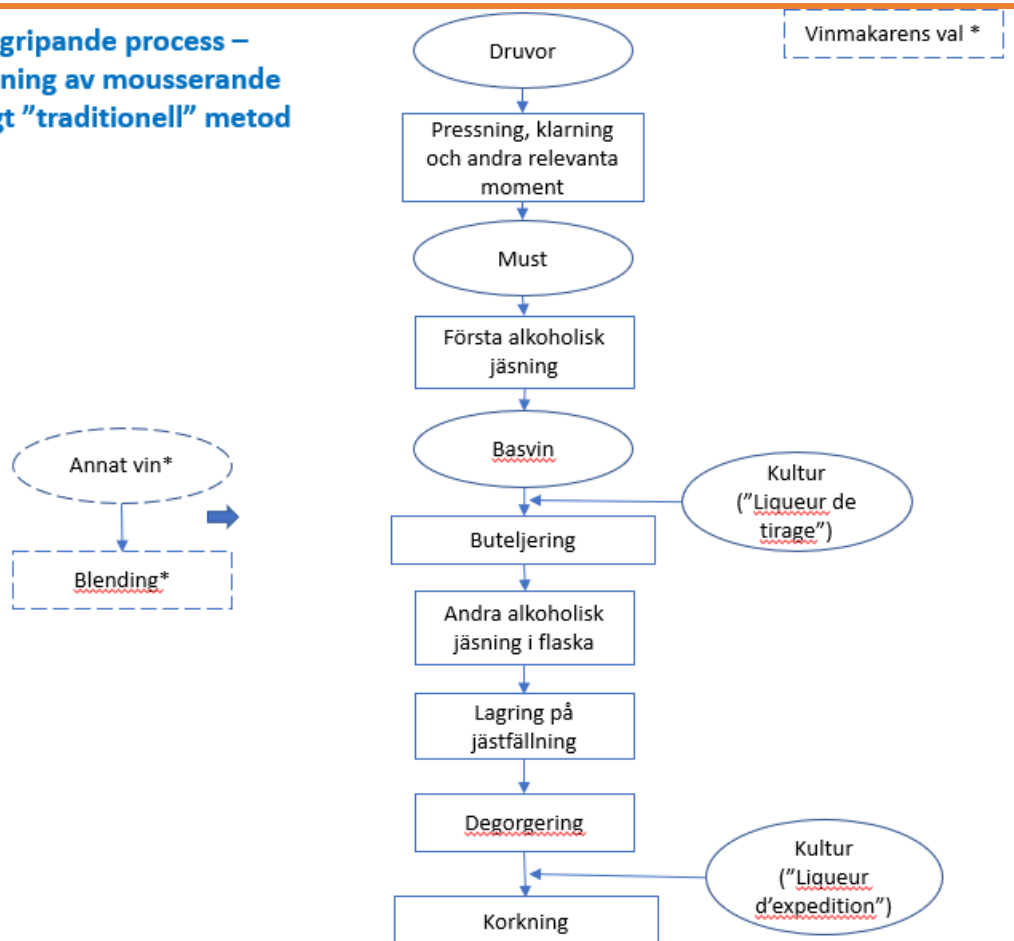 gripande process –
ning av mousserande
gt ”traditionell” metod
Vinmakarens val *
Druvor
Pressning, klarning
och andra relevanta
moment
Must
Första alkoholisk
jäsning
Annat vin*
Blending*
Basvin
Kultur
(”Liqueur de
tirage”)
Buteljering
Andra alkoholisk
jäsning i flaska
Lagring på
jästfällning
Degorgering
Kultur
(”Liqueur
d’expedition”)
Korkning